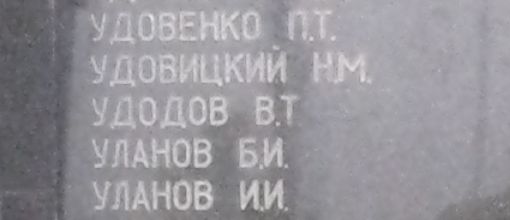 УДОВЕНКО П.Т.
УДОВИЦКИЙ Н.М.
УДОДОВ В.Т
УЛАНОВ Б.И.
УЛАНОВ И.И.